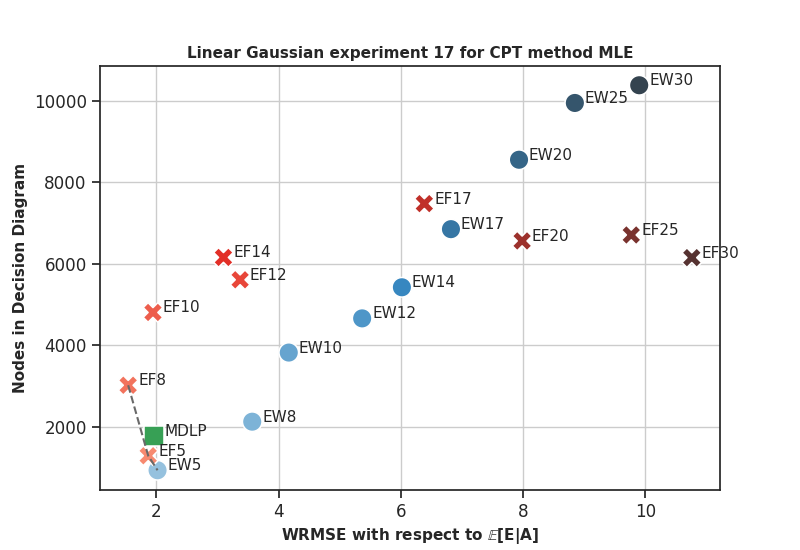 Linear Gaussian experiment 17 for CPT method MLE
Nodes in Decision Diagram
10000
8000
6000
4000
2000
EW30
EW25
EW20
EF17
EW17
EF20
EF25
EF30
EF14
EF12
EW14
EF10
EW12
EW10
EF8
EW8
MDLP
EF5
EW5
2
4
6
8
10
WRMSE with respect to 𝔼[E|A]